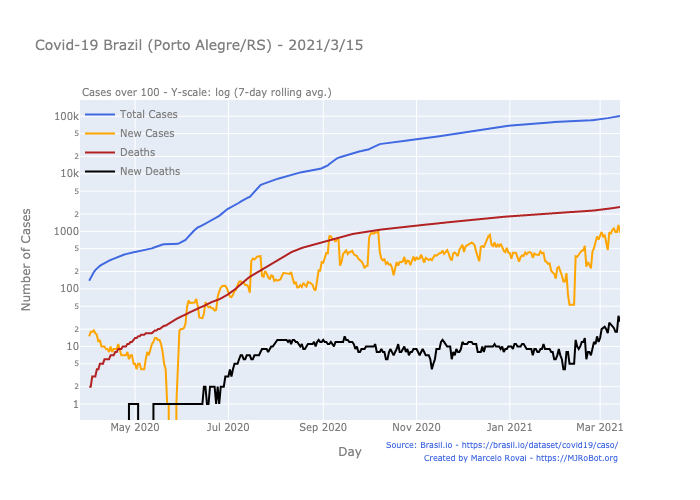 Covid-19 Brazil (Porto Alegre/RS) - 2021/3/15
Cases over 100 - Y-scale: log (7-day rolling avg.)
Total Cases
New Cases
Deaths
New Deaths
Number of Cases
100k
5
2
10k
5
2
1000
5
2
100
5
2
10
5
2
1
May 2020
Jul 2020
Sep 2020
Nov 2020
Jan 2021
Mar 2021
Day
Source: Brasil.io - https://brasil.io/dataset/covid19/caso/
Created by Marcelo Rovai - https://MJRoBot.org